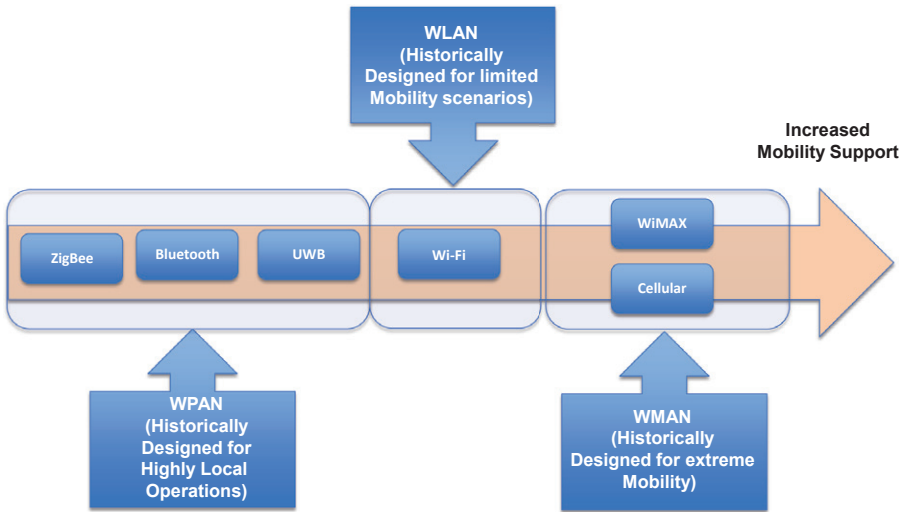 WLAN
(Historically
Designed for limited
Mobility scenarios)
Increased
Mobility Support
ZigBee
Bluetooth
UWB
Wi-Fi
WiMAX
Cellular
WPAN
(Historically
Designed for
Highly Local
Operations)
WMAN
(Historically
Designed for extreme
Mobility)